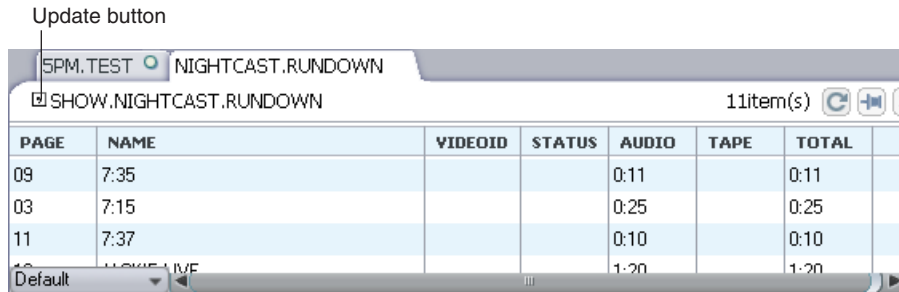 Update button
5PM.TEST NIGHTCAST.RUNDOWN
SHOW.NIGHTCAST.RUNDOWN 11item(s)
PAGE NAME VIDEOID STATUS AUDIO TAPE TOTAL
09 7:35 0:11 0:11
03 7:15 0:25 0:25
11 7:37 0:10 0:10
LIVE 1:20 1:20
Default